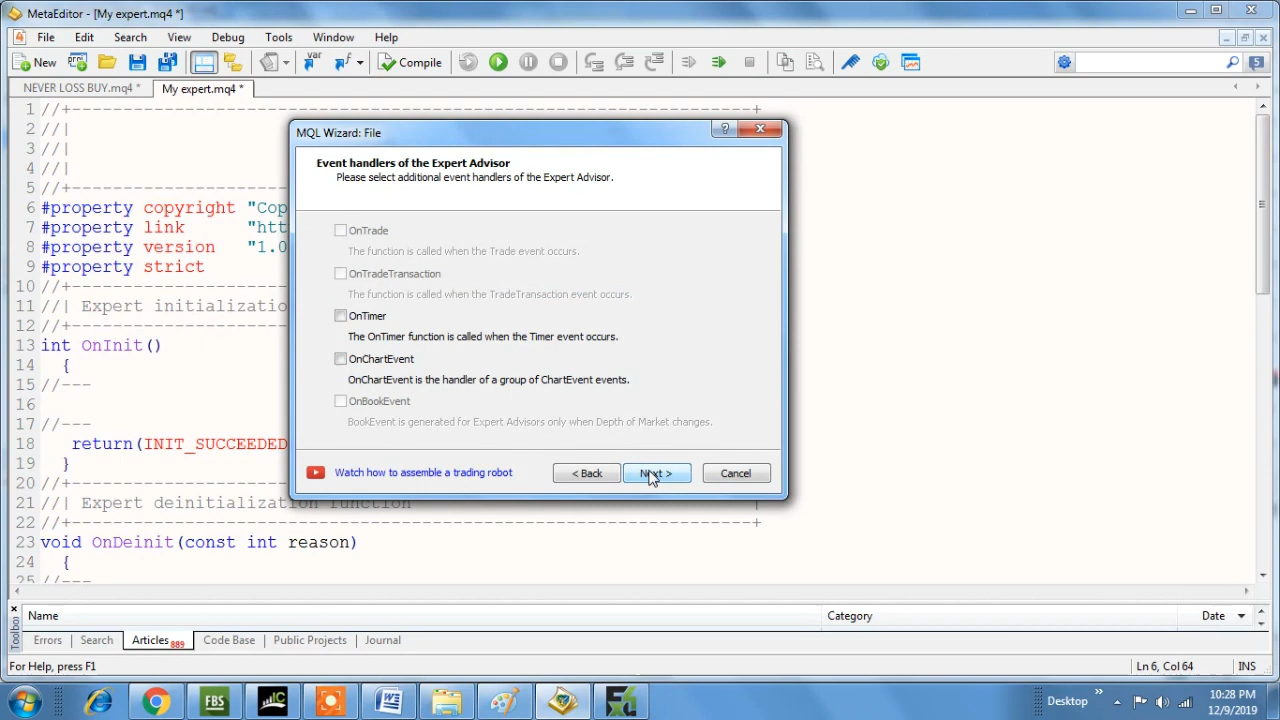 MetaEditor - [My expert.mq4 *]
File Edit Search View Debug Tools Window Help
New var f Compile 5
NEVER LOSS BUY.mq4 * My expert.mq4 *
1 //+------------------------------------------------------------------+
2 //|
3 //|
4 //|
5 //+------------------------------------------------------------------+
6 #property copyright "Cop
7 #property link "htt
8 #property version "1.0
9 #property strict
10 //+------------------------------------------------------------------+
11 //| Expert initializatio
12 //+------------------------------------------------------------------+
13 int OnInit()
14 {
15 //---
16
17 //---
18 return(INIT_SUCCEEDED
19 }
20 //+------------------------------------------------------------------+
21 //| Expert deinitialization function |
22 //+------------------------------------------------------------------+
23 void OnDeinit(const int reason)
24 {
25 //---
MQL Wizard: File
Event handlers of the Expert Advisor
Please select additional event handlers of the Expert Advisor.
OnTrade
The function is called when the Trade event occurs.
OnTradeTransaction
The function is called when the TradeTransaction event occurs.
OnTimer
The OnTimer function is called when the Timer event occurs.
OnChartEvent
OnChartEvent is the handler of a group of ChartEvent events.
OnBookEvent
BookEvent is generated for Expert Advisors only when Depth of Market changes.
Watch how to assemble a trading robot < Back Next > Cancel
Name Category Date
Toolbox
Errors Search Articles 889 Code Base Public Projects Journal
For Help, press F1 Ln 6, Col 64 INS
FBS IC Desktop 10:28 PM
12/9/2019